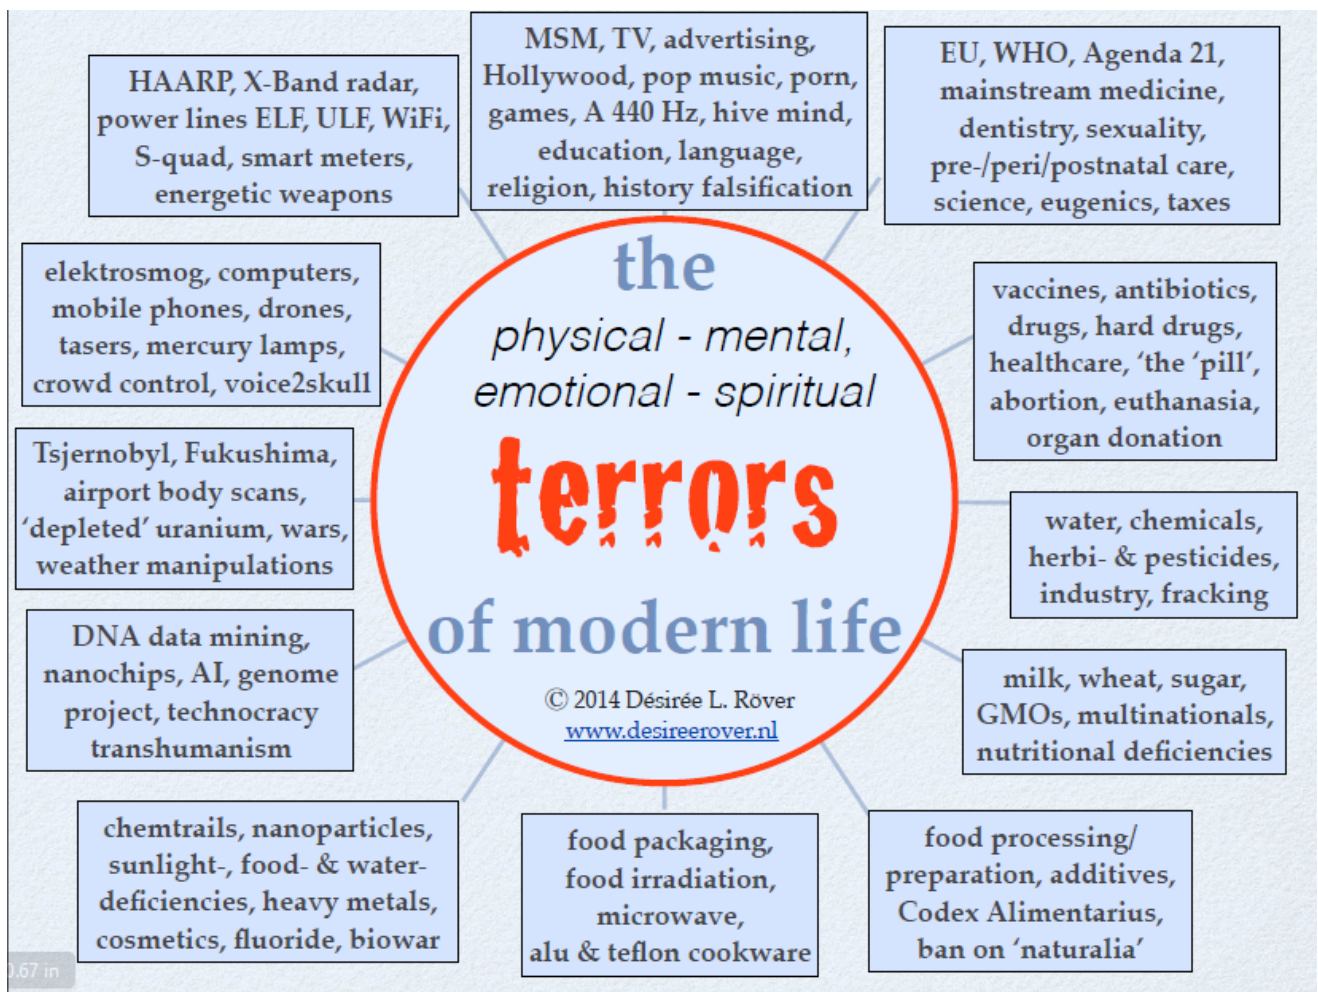 MSM, TV, advertising,
Hollywood, pop music, porn,
games, A 440 Hz, hive mind,
education, language,
religion, history falsification
EU, WHO, Agenda 21,
mainstream medicine,
dentistry, sexuality,
pre-/peri/postnatal care,
science, eugenics, taxes
HAARP, X-Band radar,
power lines ELF, ULF, WiFi,
S-quad, smart meters,
energetic weapons
elektrosmog, computers,
mobile phones, drones,
tasers, mercury lamps,
crowd control, voice2skull
the
physical - mental,
emotional - spiritual
terrors
of modern life
© 2014 Désirée L. Röver
www.desireerover.nl
vaccines, antibiotics,
drugs, hard drugs,
healthcare, ‘the ‘pill’,
abortion, euthanasia,
organ donation
Tsjernobyl, Fukushima,
airport body scans,
‘depleted’ uranium, wars,
weather manipulations
water, chemicals,
herbi- & pesticides,
industry, fracking
DNA data mining,
nanochips, AI, genome
project, technocracy
transhumanism
milk, wheat, sugar,
GMOs, multinationals,
nutritional deficiencies
chemtrails, nanoparticles,
sunlight-, food- & water-
deficiencies, heavy metals,
cosmetics, fluoride, biowar
food packaging,
food irradiation,
microwave,
alu & teflon cookware
food processing/
preparation, additives,
Codex Alimentarius,
ban on ‘naturalia’
0.67 in